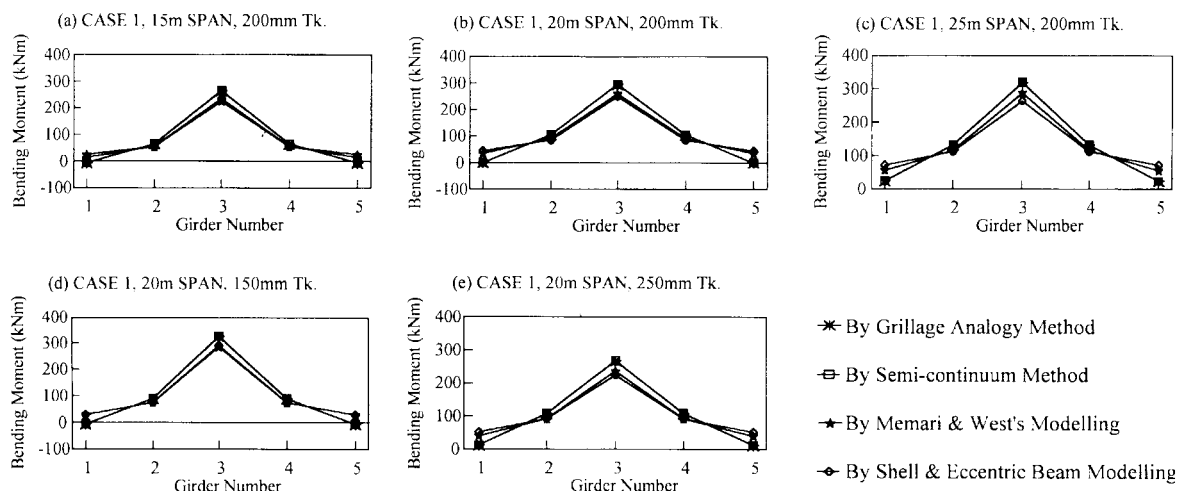 (a) CASE 1, 15m SPAN, 200mm Tk.
Bending Moment (kNm)
400
300
200
100
0
-100
1 2 3 4 5
Girder Number
(b) CASE 1, 20m SPAN, 200mm Tk.
Bending Moment (kNm)
400
300
200
100
0
-100
1 2 3 4 5
Girder Number
(c) CASE 1, 25m SPAN, 200mm Tk.
Bending Moment (kNm)
400
300
200
100
0
1 2 3 4 5
Girder Number
(d) CASE 1, 20m SPAN, 150mm Tk.
Bending Moment (kNm)
400
300
200
100
0
-100
1 2 3 4 5
Girder Number
(e) CASE 1, 20m SPAN, 250mm Tk.
Bending Moment (kNm)
400
300
200
100
0
1 2 3 4 5
Girder Number
By Grillage Analogy Method
By Semi-continuum Method
By Memari & West's Modelling
By Shell & Eccentric Beam Modelling